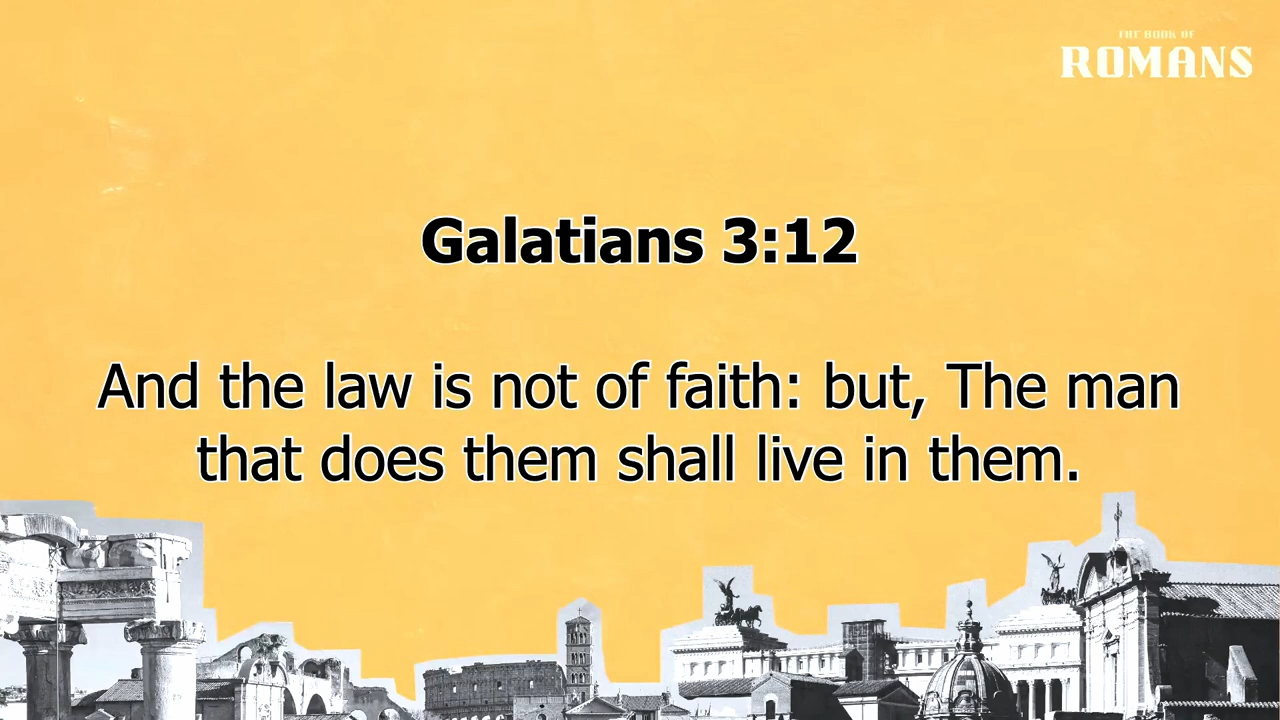 THE BOOK OF
ROMANS
Galatians 3:12
And the law is not of faith: but, The man
that does them shall live in them.